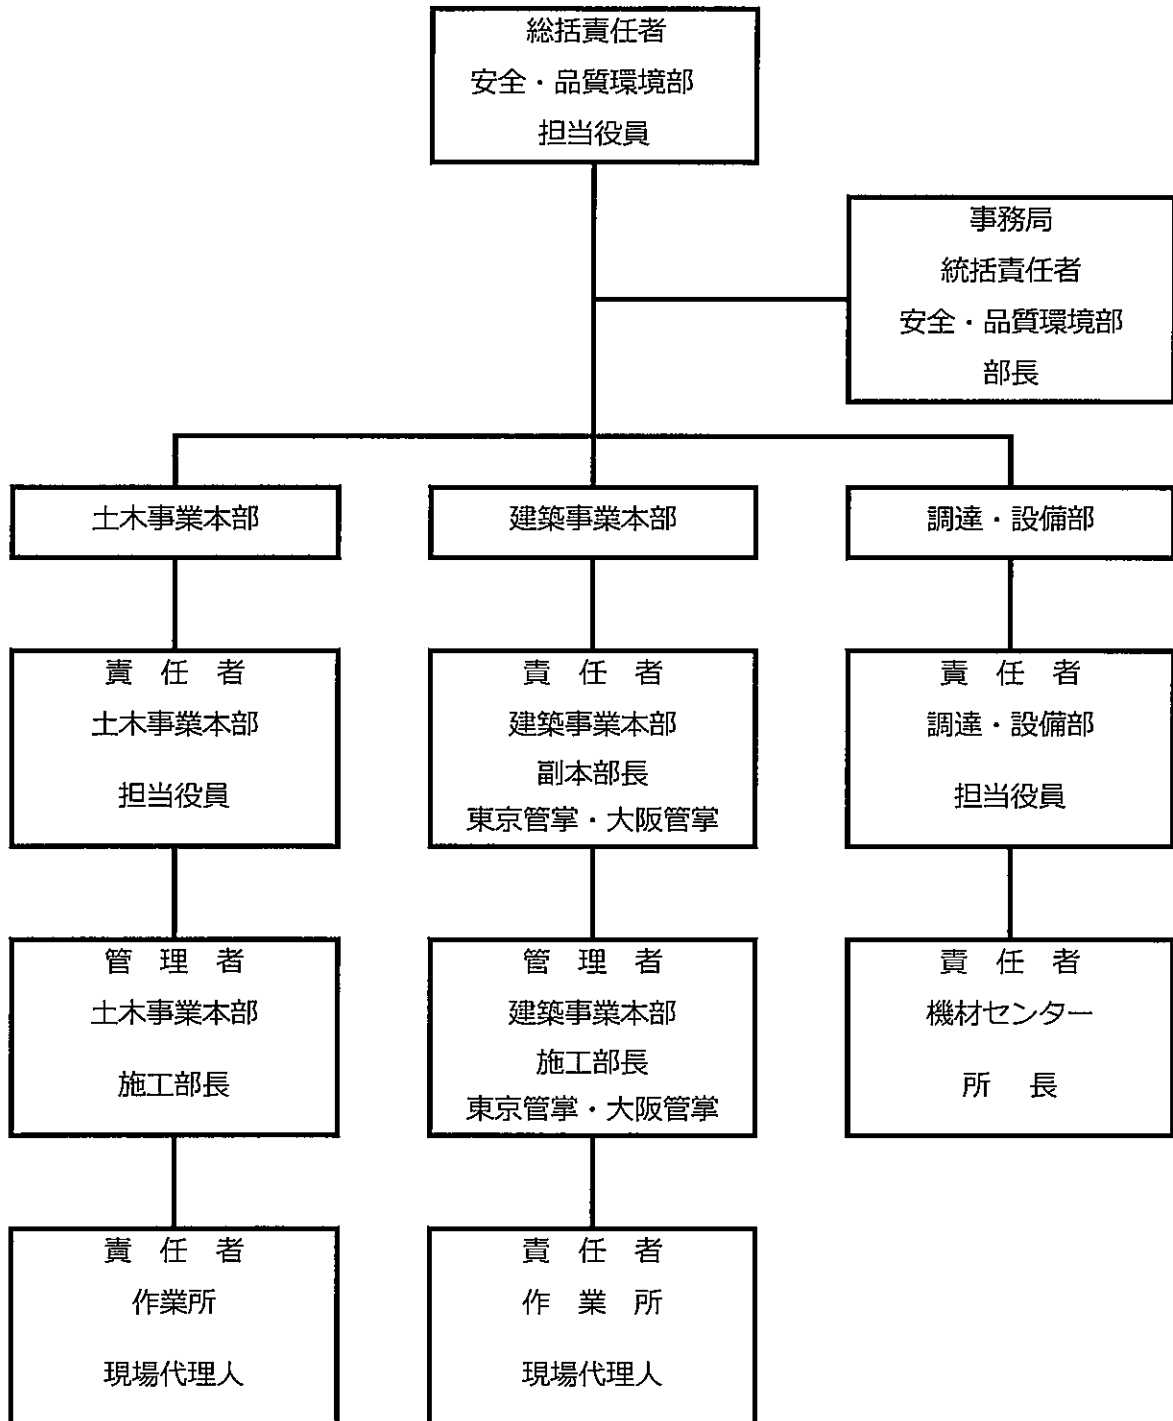 総括責任者
安全・品質環境部
担当役員
事務局
統括責任者
安全・品質環境部
部長
土木事業本部
建築事業本部
調達・設備部
責 任 者
土木事業本部
担当役員
責 任 者
建築事業本部
副本部長
東京管掌・大阪管掌
責 任 者
調達・設備部
担当役員
管 理 者
土木事業本部
施工部長
管 理 者
建築事業本部
施工部長
東京管掌・大阪管掌
責 任 者
機材センター
所 長
責 任 者
作業所
現場代理人
責 任 者
作 業 所
現場代理人